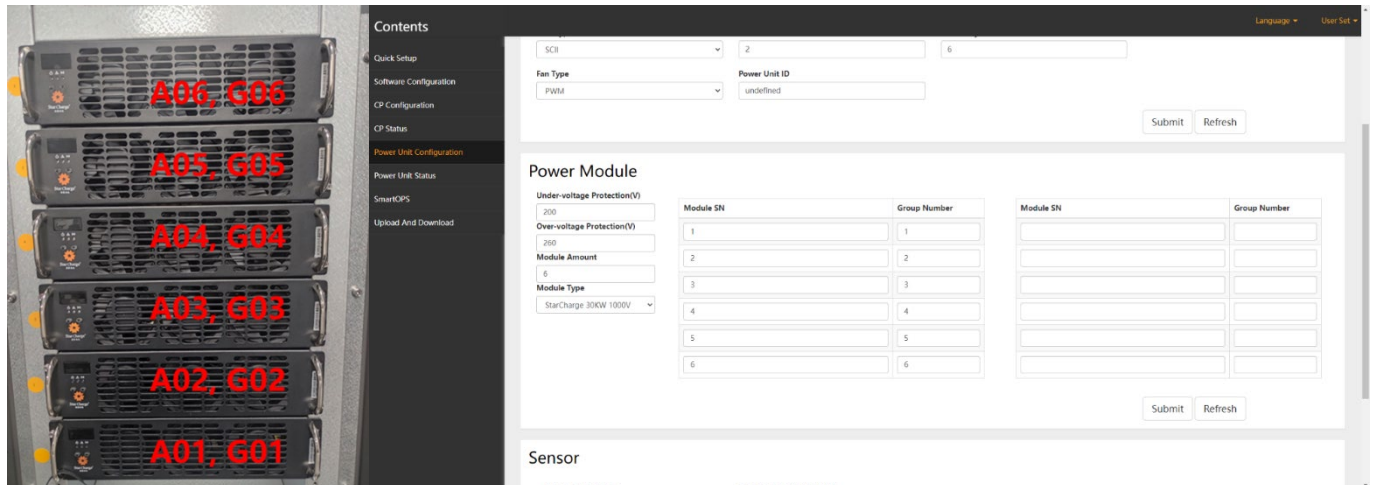 A06, G06
A05, G05
A04, G04
A03, G03
A02, G02
A01, G01
Contents
Quick Setup
Software Configuration
CP Configuration
CP Status
Power Unit Configuration
Power Unit Status
SmartOPS
Upload And Download
Language
User Set
SCII
2
6
Fan Type
Power Unit ID
PWM
undefined
Submit Refresh
Power Module
Under-voltage Protection(V)
200
Over-voltage Protection(V)
260
Module Amount
6
Module Type
StarCharge 30KW 1000V
Module SN Group Number Module SN Group Number
1 1
2 2
3 3
4 4
5 5
6 6
Submit Refresh
Sensor